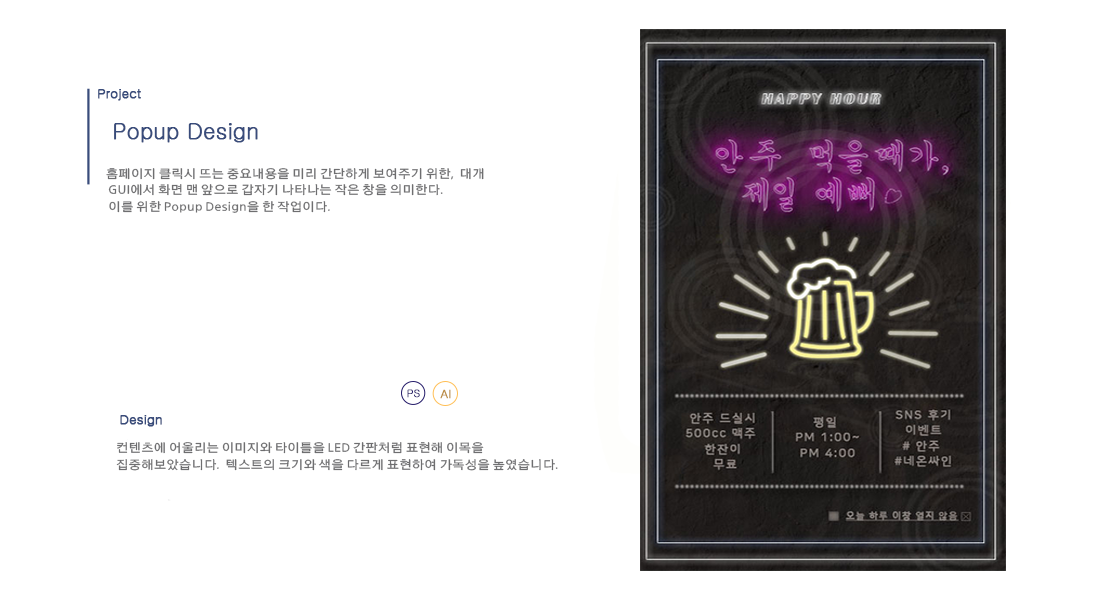 Project
Popup Design
홈페이지 클릭시 뜨는 중요내용을 미리 간단하게 보여주기 위한, 대개
GUI에서 화면 맨 앞으로 갑자기 나타나는 작은 창을 의미한다.
이를 위한 Popup Design을 한 작업이다.
PS AI
Design
컨텐츠에 어울리는 이미지와 타이틀을 LED 간판처럼 표현해 이목을
집중해보았습니다. 텍스트의 크기와 색을 다르게 표현하여 가독성을 높였습니다.
HAPPY HOUR
안주 먹을때가,
제일 예뻐
안주 드실시
500cc 맥주
한잔이
무료
평일
PM 1:00~
PM 4:00
SNS 후기
이벤트
# 안주
#네온싸인
오늘 하루 이창 열지 않음